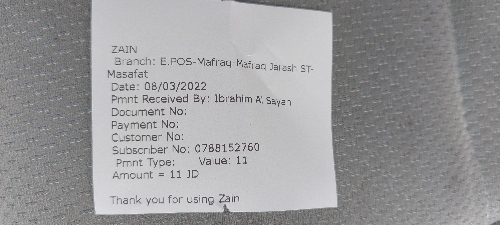 ZAIN
Branch: E.POS-Mafraq Mafraq Jarash ST-
Masafat
Date: 08/03/2022
Pmnt Received By: Ibrahim A. Sayah
Document No:
Payment No:
Customer No:
Subscriber No: 0788152760
Pmnt Type: Value: 11
Amount = 11 JD
Thank you for using Zain